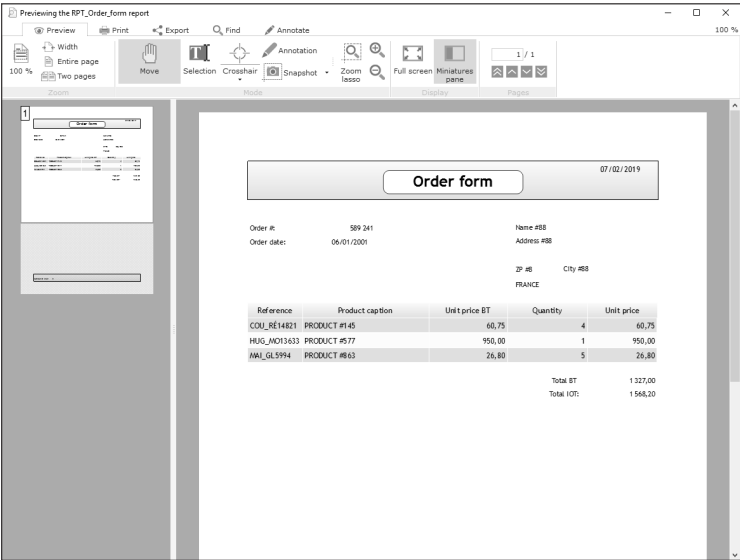 Previewing the RPT_Order_form report
Preview Print Export Find Annotate 100 %
100 % Width
Entire page
Two pages
Zoom
Move Selection Crosshair Annotation
Snapshot Zoom lasso
Mode
Full screen Miniatures pane
Display
1 / 1
Pages
1
Order form
07/02/2019
Order form
Order #: 589 241 Name #88
Order date: 06/01/2001 Address #88
ZP #8 City #88
FRANCE
Reference Product caption Unit price BT Quantity Unit price
COU_RÉ14821 PRODUCT #145 60,75 4 60,75
HUG_MO13633 PRODUCT #577 950,00 1 950,00
MAI_GL5994 PRODUCT #863 26,80 5 26,80
Total BT 1 327,00
Total IOT: 1 568,20